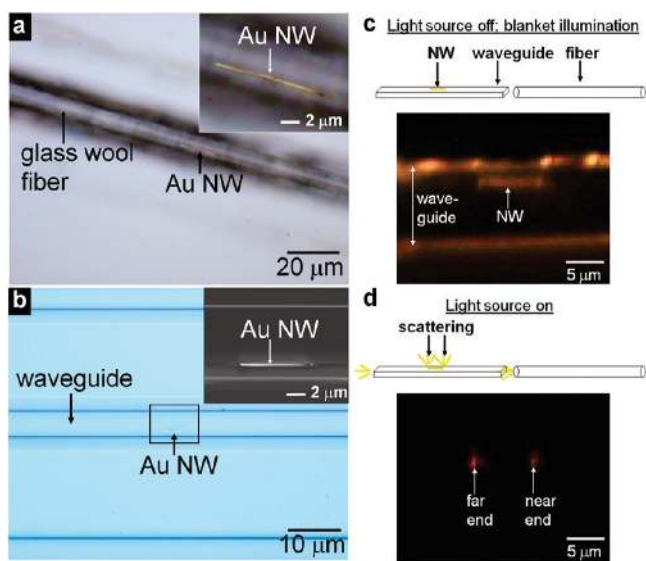 a
Au NW
2 μm
glass wool
fiber
Au NW
20 μm
b
Au NW
2 μm
waveguide
Au NW
10 μm
c
Light source off: blanket illumination
NW waveguide fiber
wave-
guide
NW
5 μm
d
Light source on
scattering
far
end
near
end
5 μm